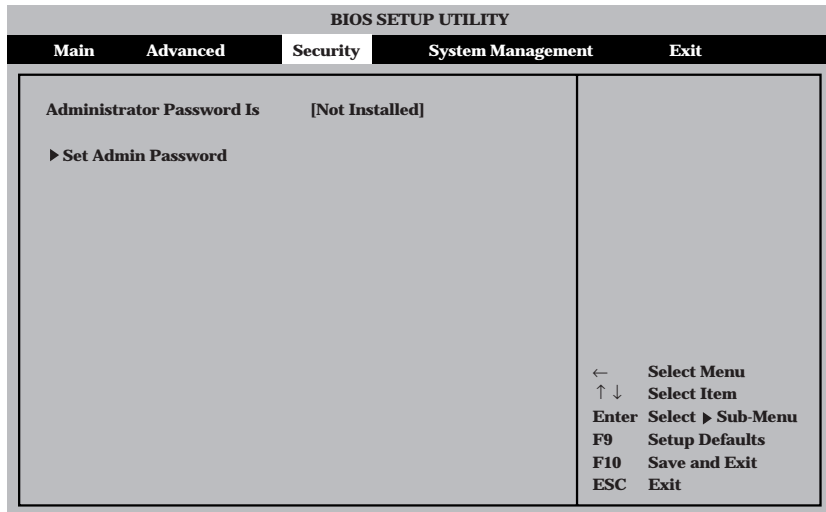 BIOS SETUP UTILITY
Main Advanced Security System Management Exit
Administrator Password Is [Not Installed]
▶ Set Admin Password
← Select Menu
↑ ↓ Select Item
Enter Select ▶ Sub-Menu
F9 Setup Defaults
F10 Save and Exit
ESC Exit